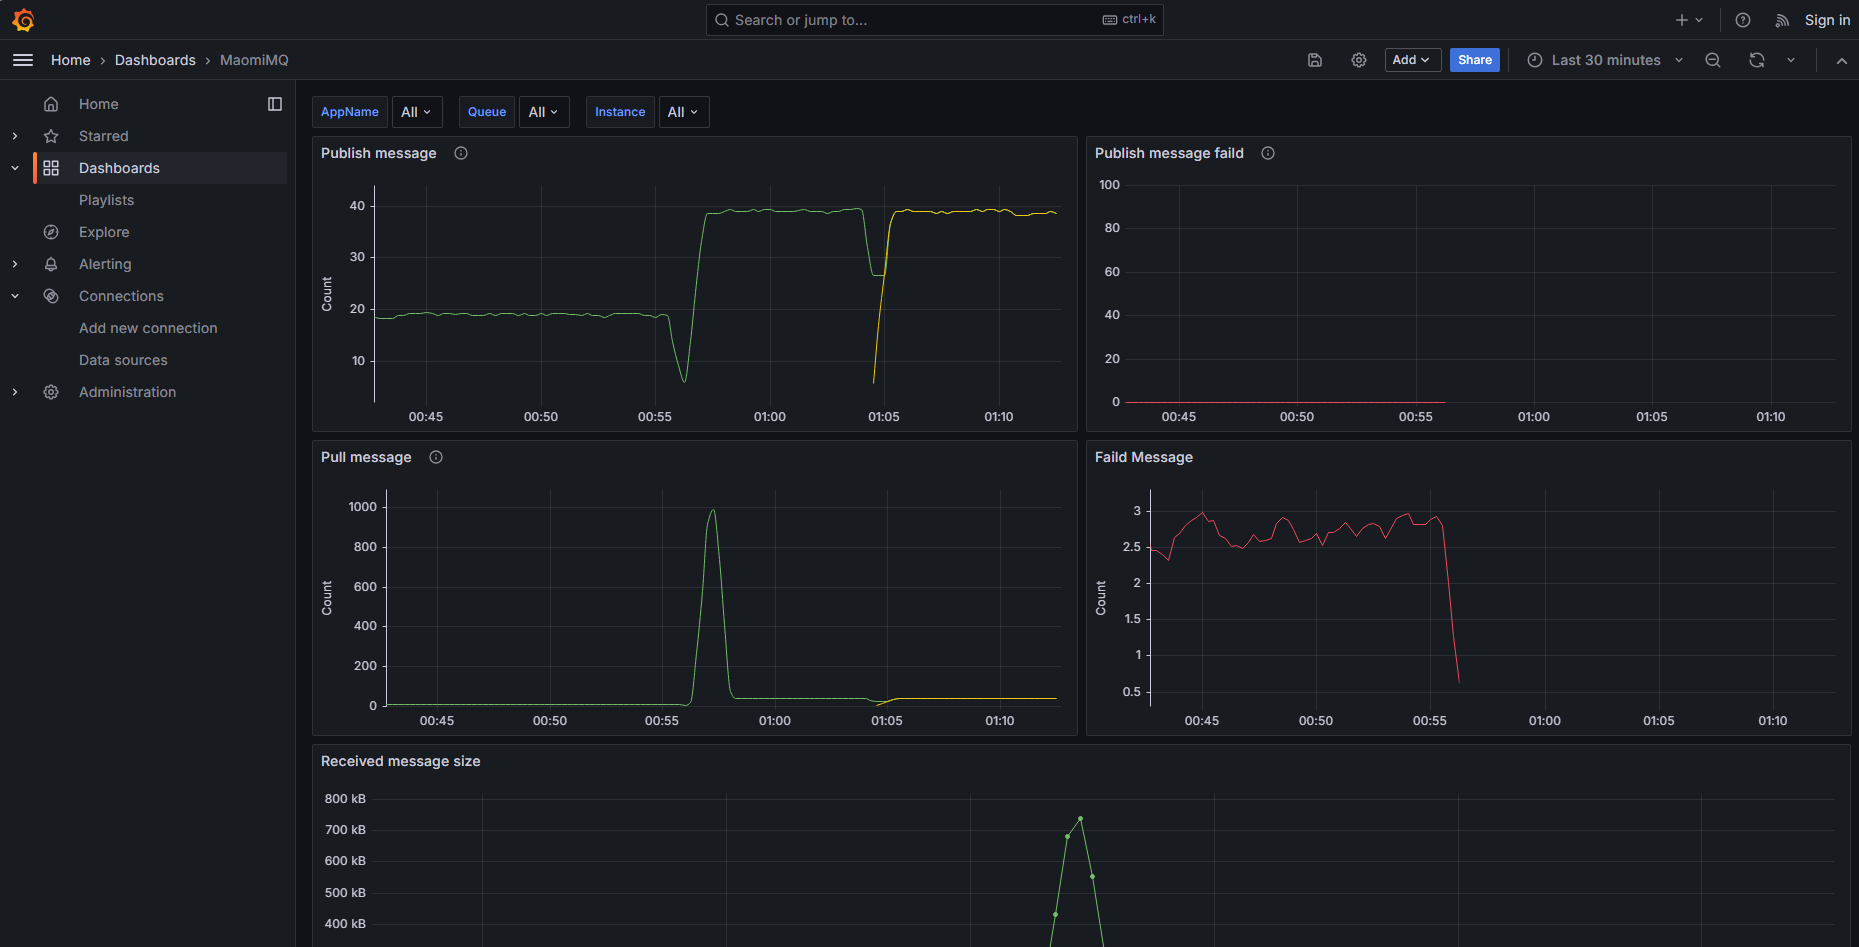 Search or jump to...
ctrl+k
Sign in
Home › Dashboards › MaomiMQ
Add
Share
Last 30 minutes
Home
Starred
Dashboards
Playlists
Explore
Alerting
Connections
Add new connection
Data sources
Administration
AppName All Queue All Instance All
Publish message
Count
40
30
20
10
00:45 00:50 00:55 01:00 01:05 01:10
Publish message faild
100
80
60
40
20
0
00:45 00:50 00:55 01:00 01:05 01:10
Pull message
Count
1000
800
600
400
200
0
00:45 00:50 00:55 01:00 01:05 01:10
Faild Message
Count
3
2.5
2
1.5
1
0.5
00:45 00:50 00:55 01:00 01:05 01:10
Received message size
800 kB
700 kB
600 kB
500 kB
400 kB